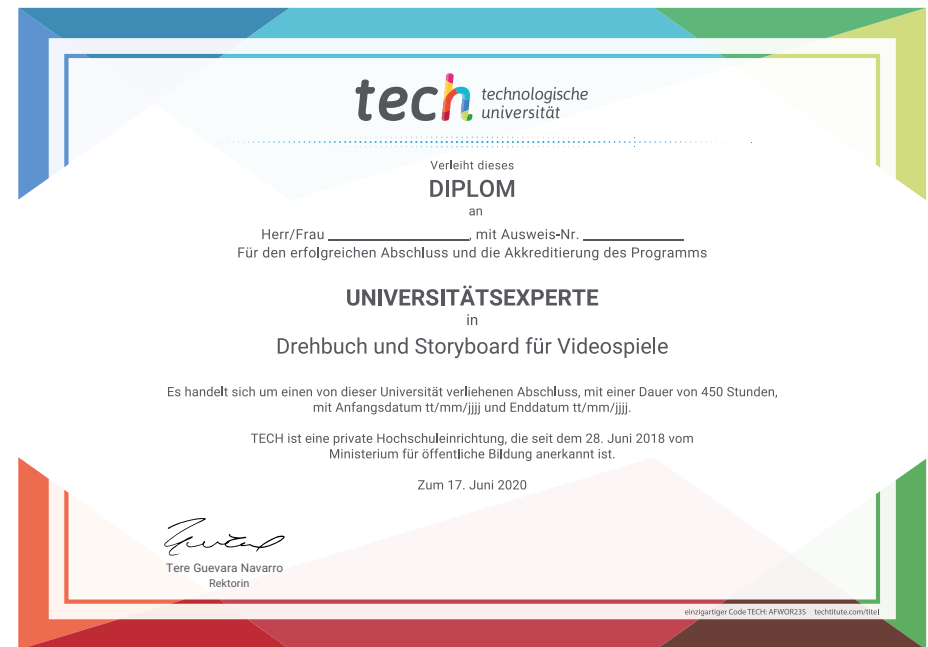 tech technologische
universität
Verleiht dieses
DIPLOM
an
Herr/Frau ____________________, mit Ausweis-Nr. ______________
Für den erfolgreichen Abschluss und die Akkreditierung des Programms
UNIVERSITÄTSEXPERTE
in
Drehbuch und Storyboard für Videospiele
Es handelt sich um einen von dieser Universität verliehenen Abschluss, mit einer Dauer von 450 Stunden,
mit Anfangsdatum tt/mm/jjjj und Enddatum tt/mm/jjjj.
TECH ist eine private Hochschuleinrichtung, die seit dem 28. Juni 2018 vom
Ministerium für öffentliche Bildung anerkannt ist.
Zum 17. Juni 2020
Tere Guevara Navarro
Rektorin
einzigartiger Code TECH: AFWOR23S techtitute.com/titel